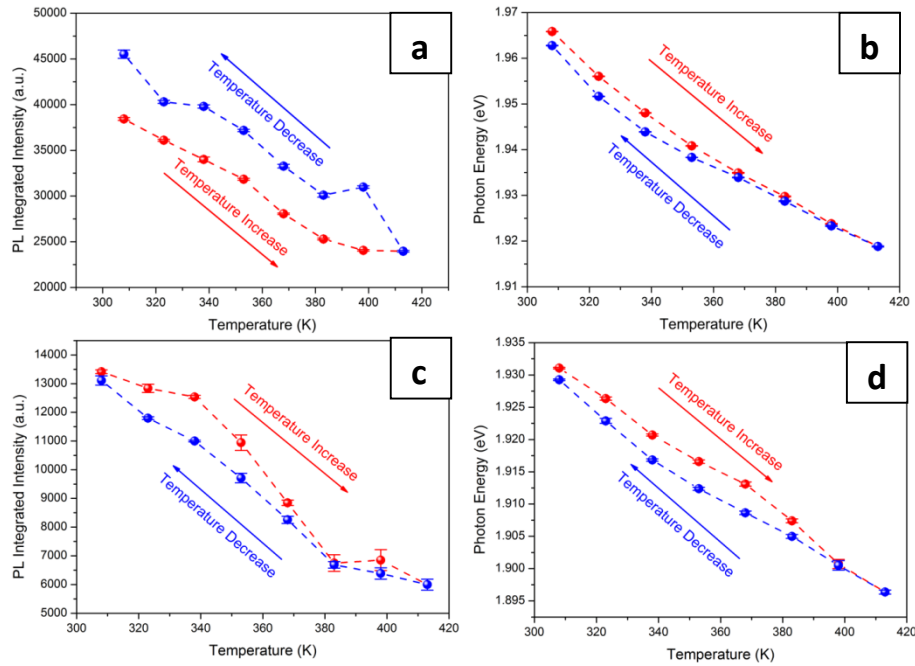 a
PL Integrated Intensity (a.u.)
50000
45000
40000
35000
30000
25000
20000
Temperature Decrease
Temperature Increase
300 320 340 360 380 400 420
Temperature (K)
b
Photon Energy (eV)
1.97
1.96
1.95
1.94
1.93
1.92
1.91
Temperature Increase
Temperature Decrease
300 320 340 360 380 400 420
Temperature (K)
c
PL Integrated Intensity (a.u.)
14000
13000
12000
11000
10000
9000
8000
7000
6000
5000
Temperature Increase
Temperature Decrease
300 320 340 360 380 400 420
Temperature (K)
d
Photon Energy (eV)
1.935
1.930
1.925
1.920
1.915
1.910
1.905
1.900
1.895
Temperature Increase
Temperature Decrease
300 320 340 360 380 400 420
Temperature (K)